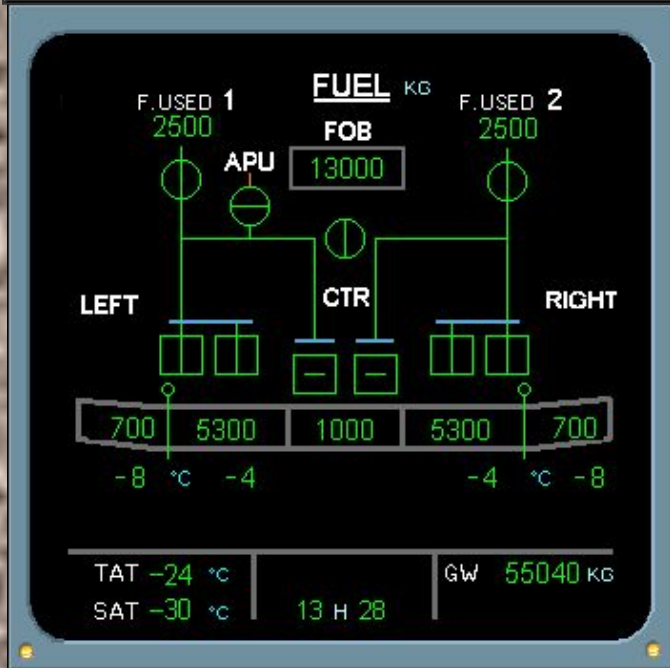 FUEL KG
F.USED 1
F.USED 2
2500
2500
FOB
13000
APU
LEFT
CTR
RIGHT
700 5300 1000 5300 700
-8 °C -4
-4 °C -8
TAT -24 °C
GW 55040 KG
SAT -30 °C
13 H 28